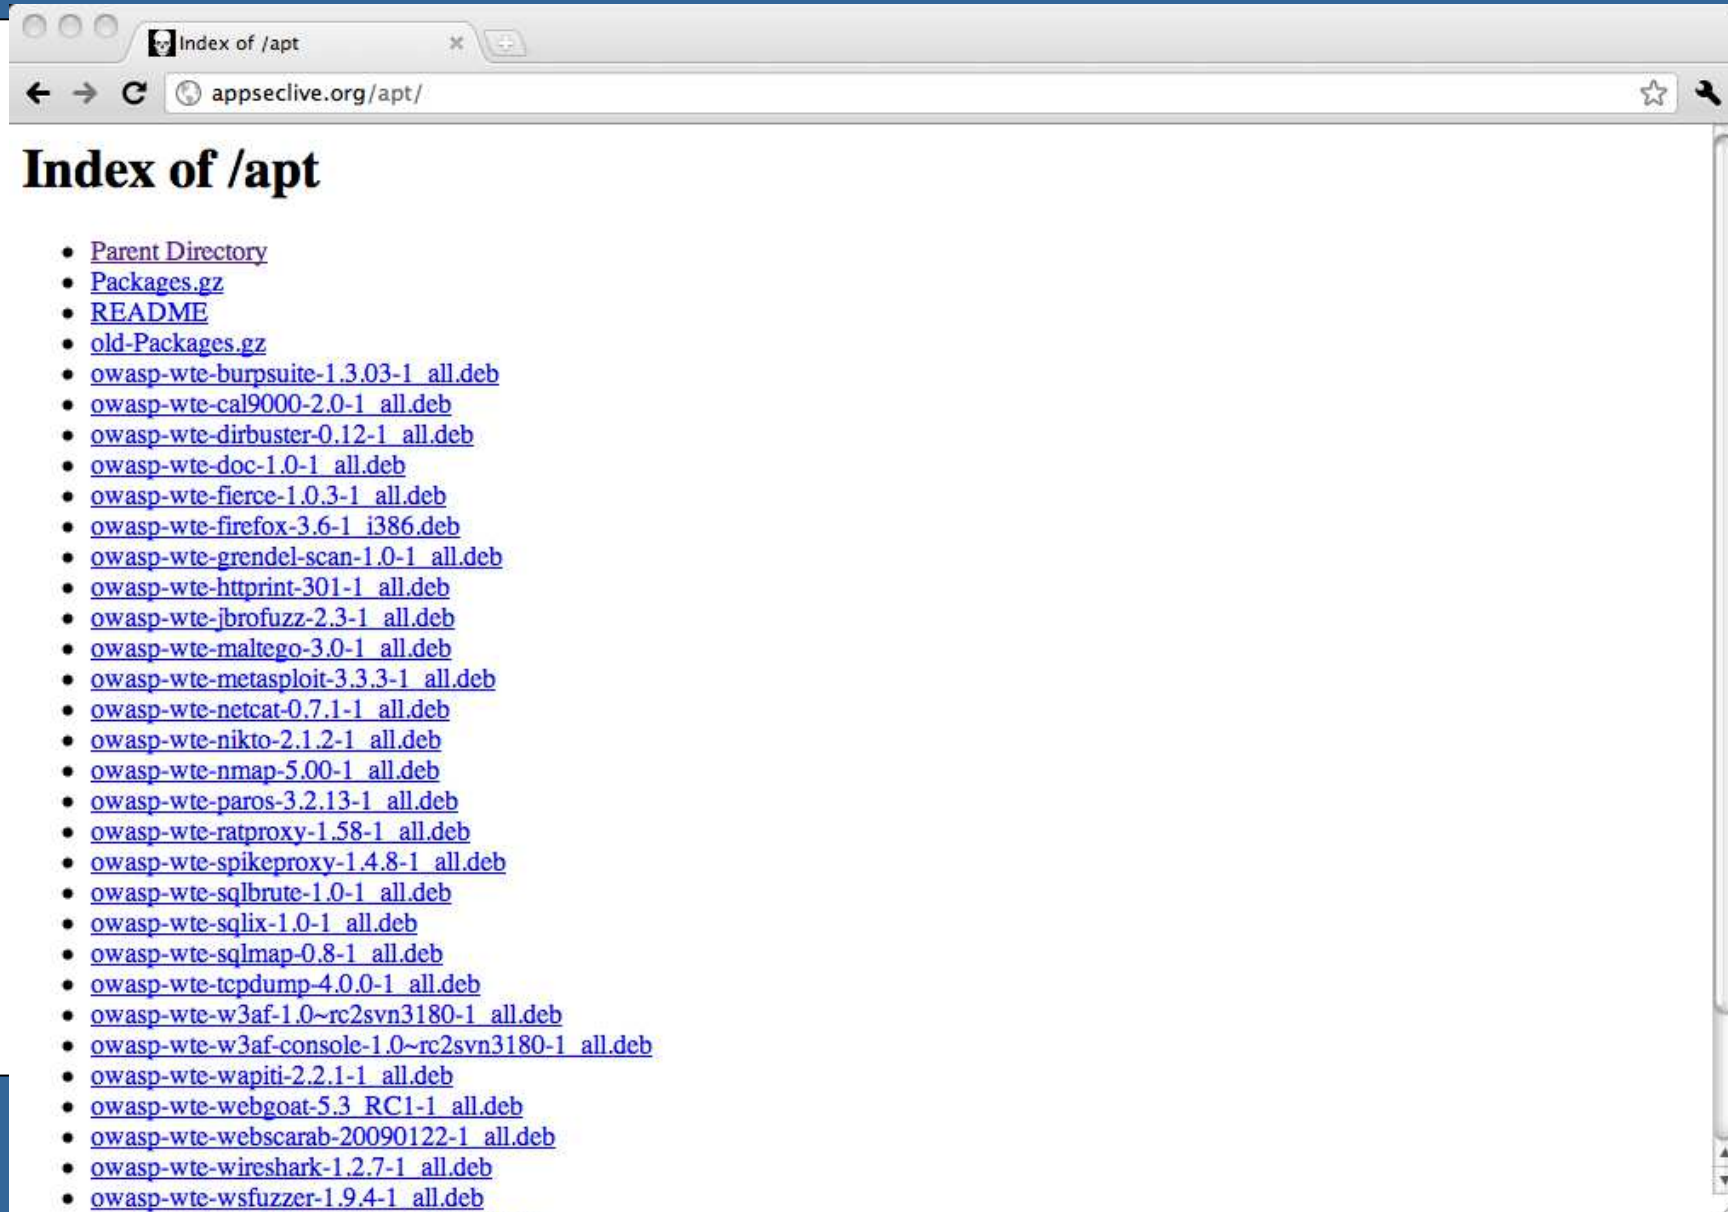 Index of /apt
appseclive.org/apt/
Index of /apt
Parent Directory
Packages.gz
README
old-Packages.gz
owasp-wte-burpsuite-1.3.03-1_all.deb
owasp-wte-cal9000-2.0-1_all.deb
owasp-wte-dirbuster-0.12-1_all.deb
owasp-wte-doc-1.0-1_all.deb
owasp-wte-fierce-1.0.3-1_all.deb
owasp-wte-firefox-3.6-1_i386.deb
owasp-wte-grendel-scan-1.0-1_all.deb
owasp-wte-httprint-301-1_all.deb
owasp-wte-jbrofuzz-2.3-1_all.deb
owasp-wte-maltego-3.0-1_all.deb
owasp-wte-metasploit-3.3.3-1_all.deb
owasp-wte-netcat-0.7.1-1_all.deb
owasp-wte-nikto-2.1.2-1_all.deb
owasp-wte-nmap-5.00-1_all.deb
owasp-wte-paros-3.2.13-1_all.deb
owasp-wte-ratproxy-1.58-1_all.deb
owasp-wte-spikeproxy-1.4.8-1_all.deb
owasp-wte-sqlbrute-1.0-1_all.deb
owasp-wte-sqlix-1.0-1_all.deb
owasp-wte-sqlmap-0.8-1_all.deb
owasp-wte-tcpdump-4.0.0-1_all.deb
owasp-wte-w3af-1.0~rc2svn3180-1_all.deb
owasp-wte-w3af-console-1.0~rc2svn3180-1_all.deb
owasp-wte-wapiti-2.2.1-1_all.deb
owasp-wte-webgoat-5.3_RC1-1_all.deb
owasp-wte-webscarab-20090122-1_all.deb
owasp-wte-wireshark-1.2.7-1_all.deb
owasp-wte-wsfuzzer-1.9.4-1_all.deb